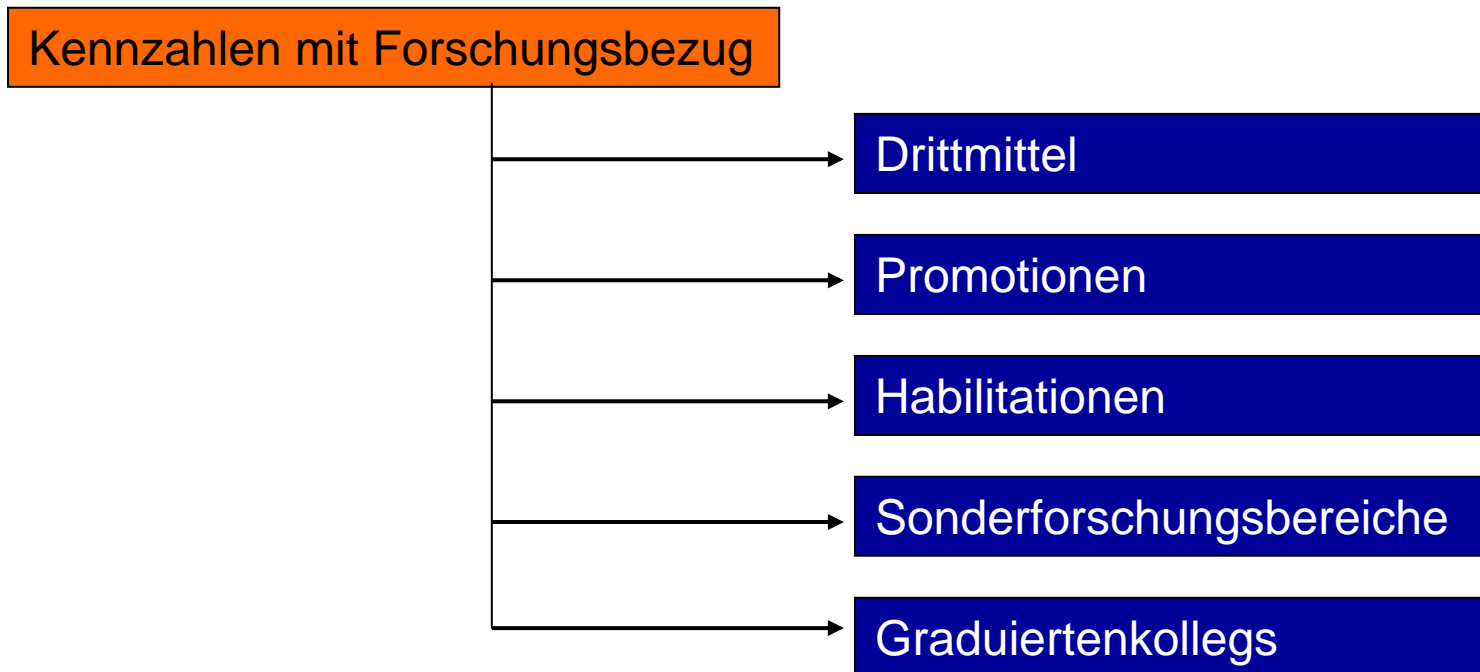 Kennzahlen mit Forschungsbezug
Drittmittel
Promotionen
Habilitationen
Sonderforschungsbereiche
Graduiertenkollegs